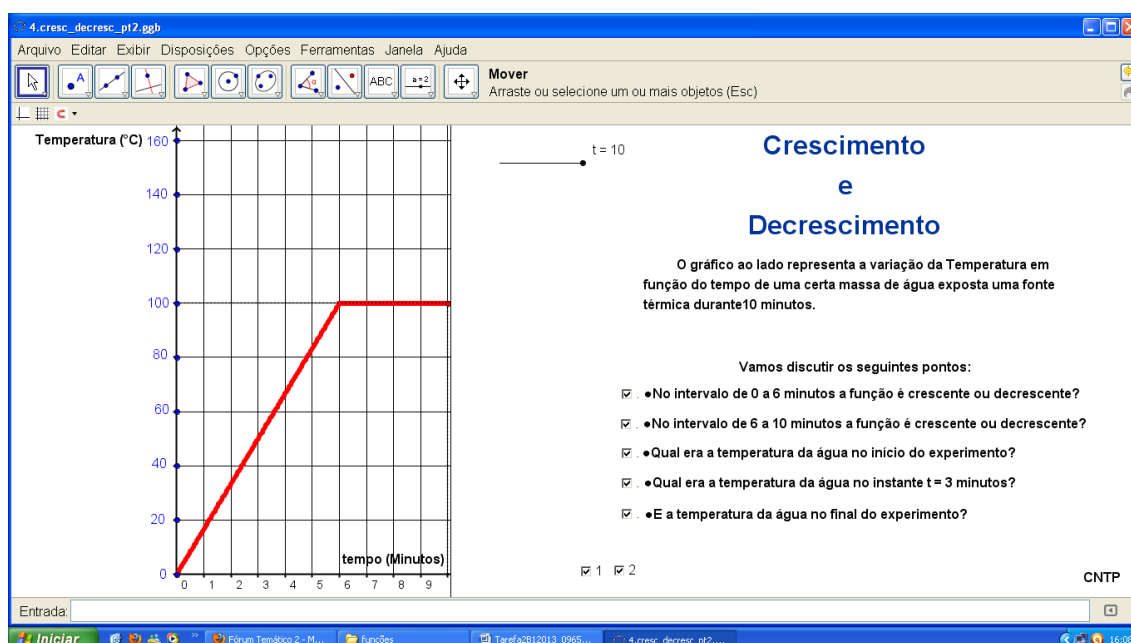 4.cresc_decresc_pt2.ggb
Arquivo Editar Exibir Disposições Opções Ferramentas Janela Ajuda
A
ABC
a=2
Mover
Arraste ou selecione um ou mais objetos (Esc)
Temperatura (°C)
160
140
120
100
80
60
40
20
0
0 1 2 3 4 5 6 7 8 9
tempo (Minutos)
t = 10
Crescimento
e
Decrescimento
O gráfico ao lado representa a variação da Temperatura em
função do tempo de uma certa massa de água exposta uma fonte
térmica durante10 minutos.
Vamos discutir os seguintes pontos:
. ●No intervalo de 0 a 6 minutos a função é crescente ou decrescente?
. ●No intervalo de 6 a 10 minutos a função é crescente ou decrescente?
. ●Qual era a temperatura da água no início do experimento?
. ●Qual era a temperatura da água no instante t = 3 minutos?
. ●E a temperatura da água no final do experimento?
1 2
CNTP
Entrada:
Iniciar
Fórum Temático 2 - M...
funções
Tarefa2B12013_0965...
4.cresc_decresc_pt2....
16:08